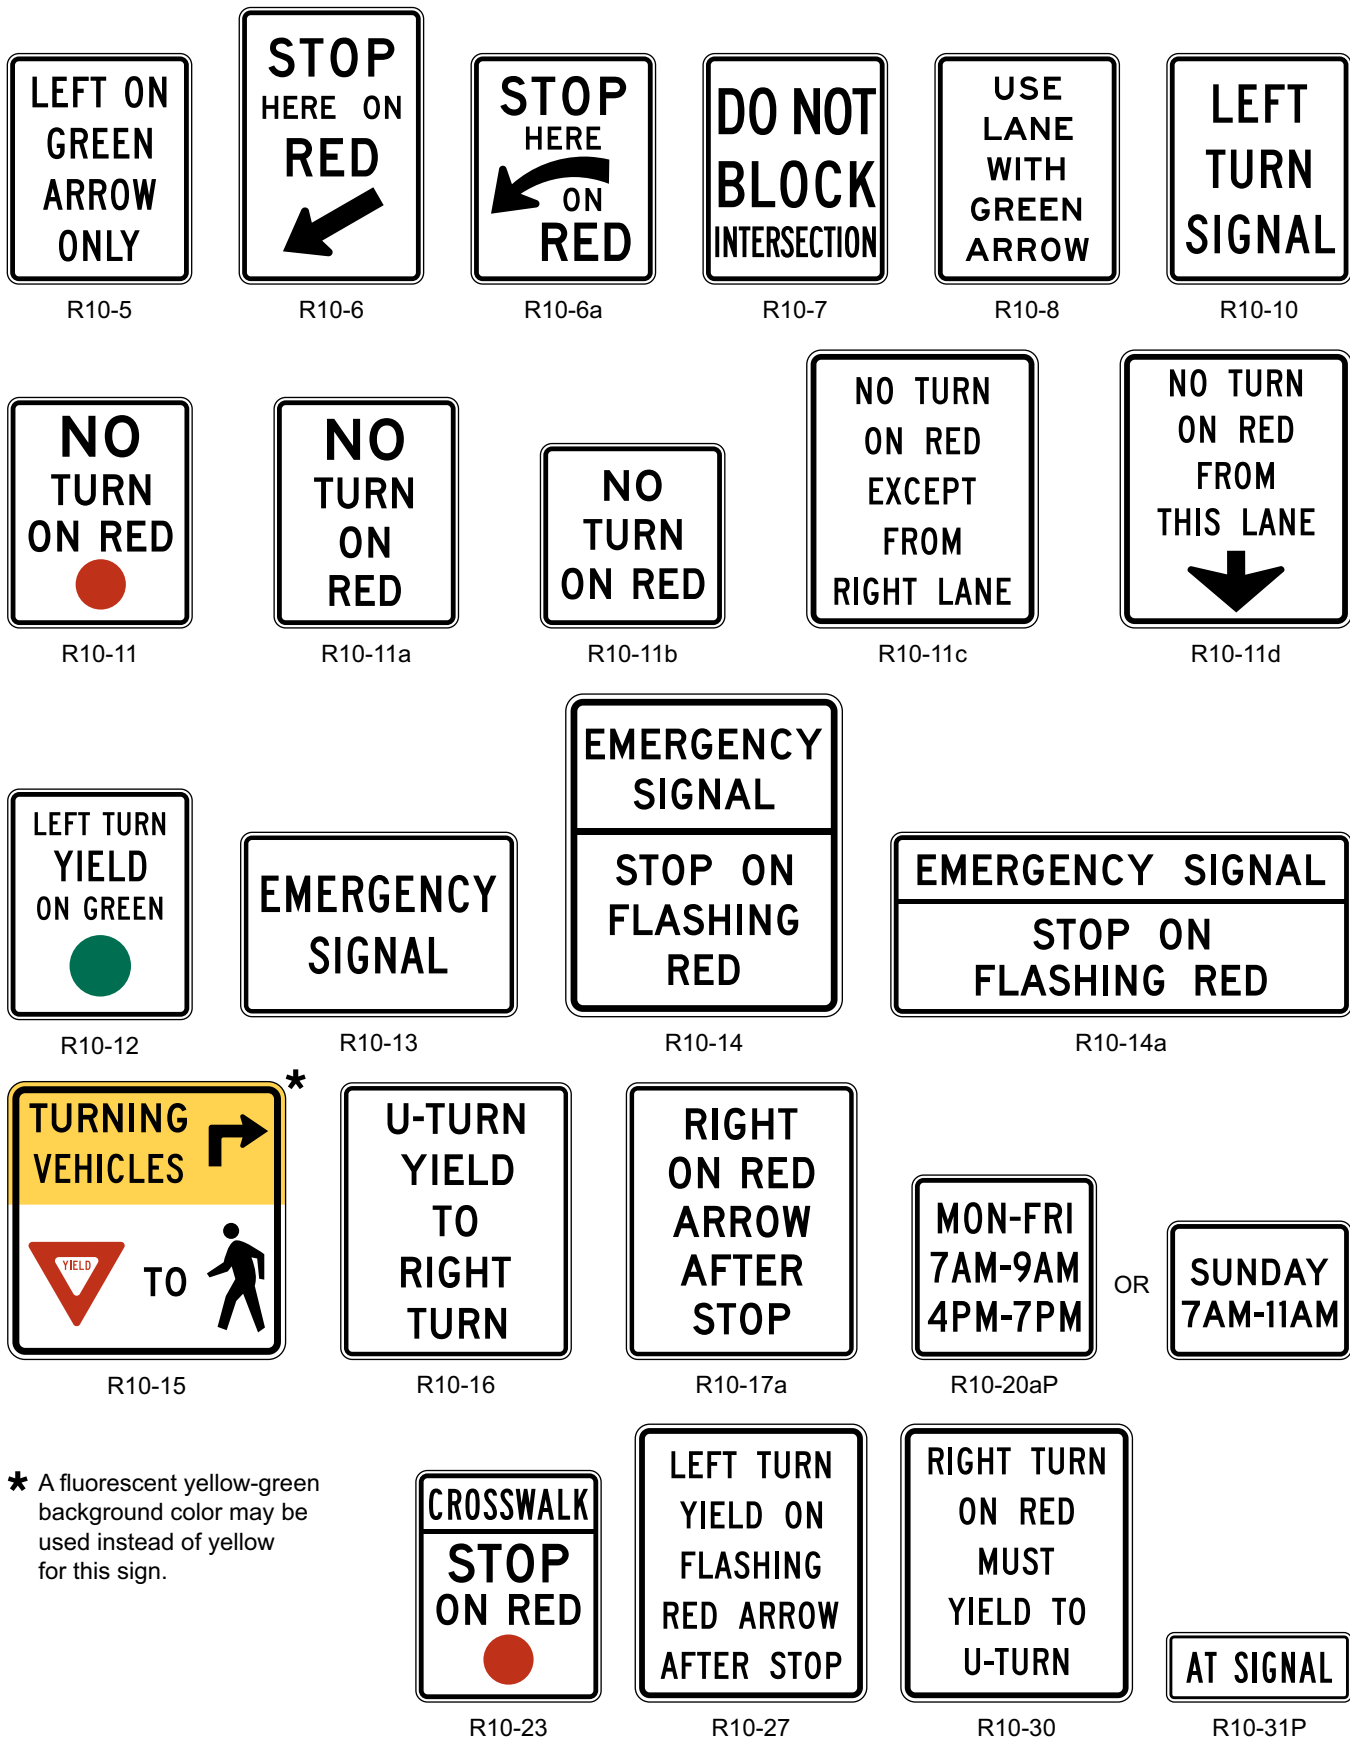 LEFT ON
GREEN
ARROW
ONLY
R10-5
STOP
HERE ON
RED
R10-6
STOP
HERE
ON
RED
R10-6a
DO NOT
BLOCK
INTERSECTION
R10-7
USE
LANE
WITH
GREEN
ARROW
R10-8
LEFT
TURN
SIGNAL
R10-10
NO
TURN
ON RED
R10-11
NO
TURN
ON
RED
R10-11a
NO
TURN
ON RED
R10-11b
NO TURN
ON RED
EXCEPT
FROM
RIGHT LANE
R10-11c
NO TURN
ON RED
FROM
THIS LANE
R10-11d
LEFT TURN
YIELD
ON GREEN
R10-12
EMERGENCY
SIGNAL
R10-13
EMERGENCY
SIGNAL
STOP ON
FLASHING
RED
R10-14
EMERGENCY SIGNAL
STOP ON
FLASHING RED
R10-14a
*
TURNING
VEHICLES
YIELD
TO
R10-15
U-TURN
YIELD
TO
RIGHT
TURN
R10-16
RIGHT
ON RED
ARROW
AFTER
STOP
R10-17a
MON-FRI
7AM-9AM
4PM-7PM
R10-20aP
OR
SUNDAY
7AM-11AM
* A fluorescent yellow-green
background color may be
used instead of yellow
for this sign.
CROSSWALK
STOP
ON RED
R10-23
LEFT TURN
YIELD ON
FLASHING
RED ARROW
AFTER STOP
R10-27
RIGHT TURN
ON RED
MUST
YIELD TO
U-TURN
R10-30
AT SIGNAL
R10-31P